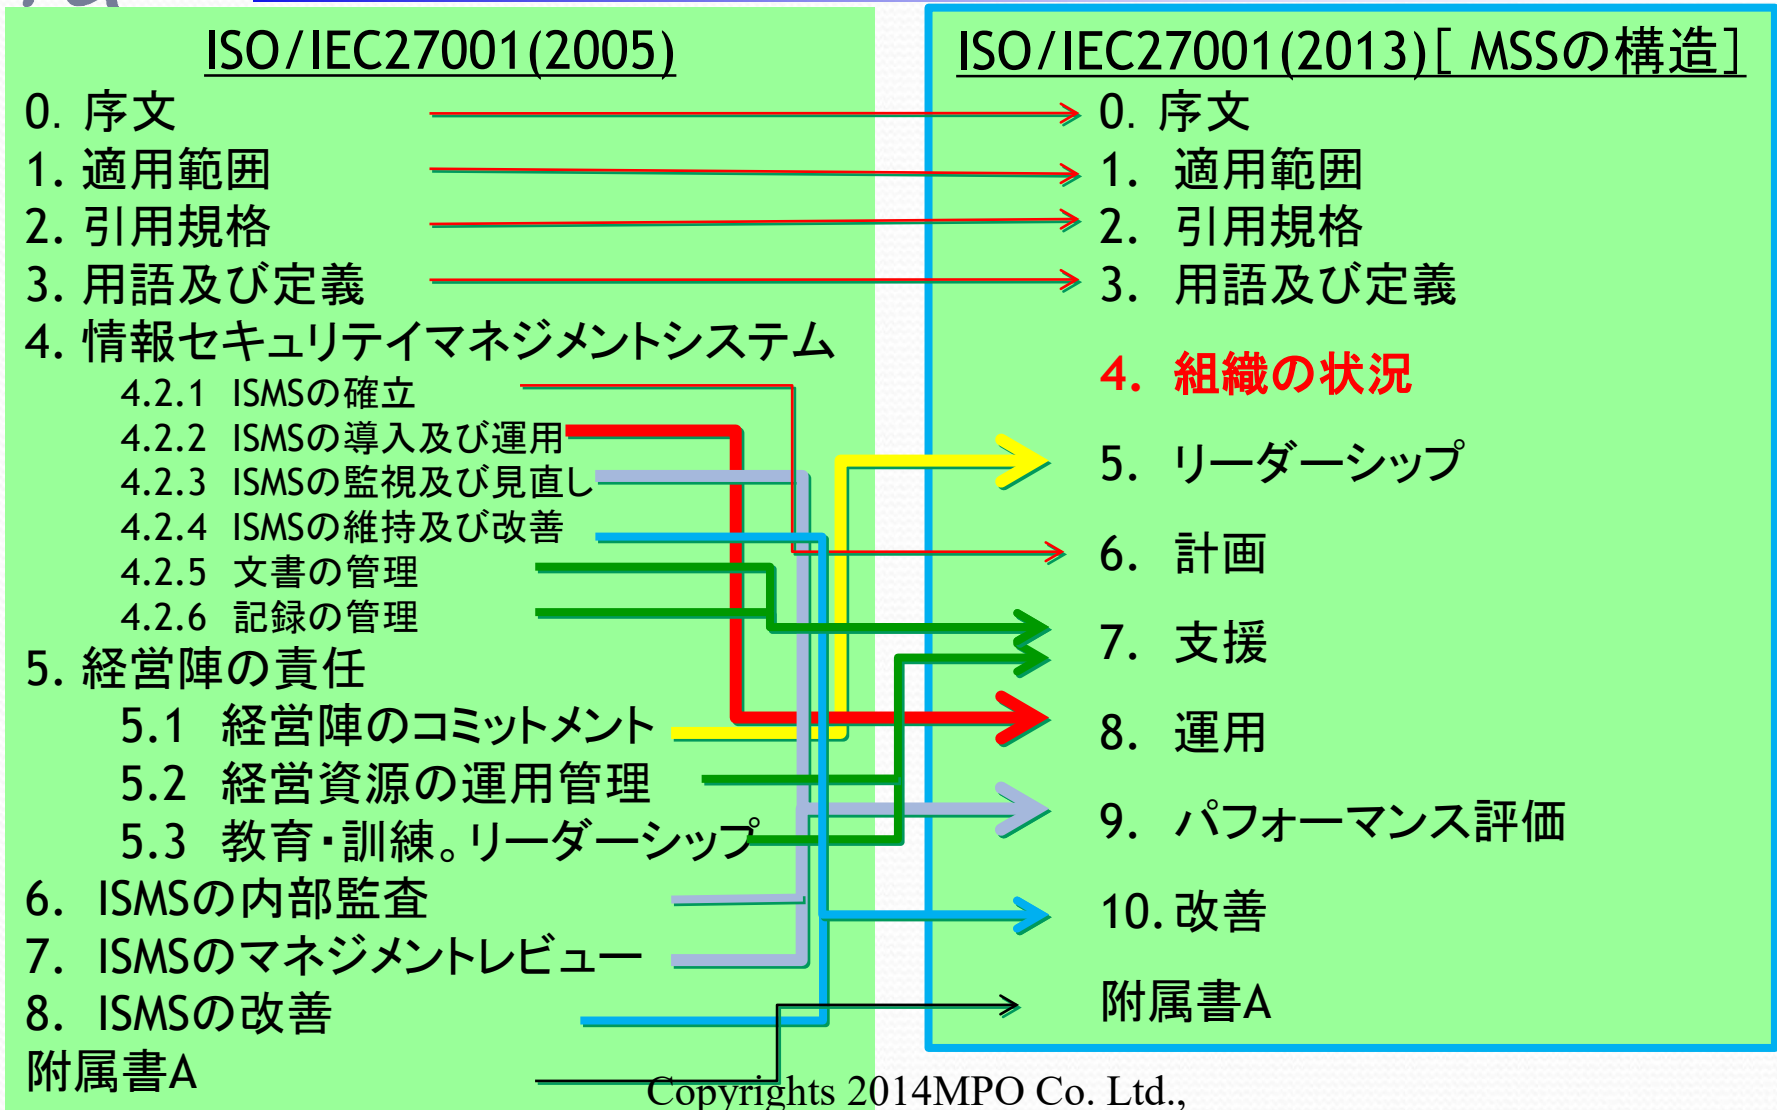 ISO/IEC27001(2005)
0. 序文
1. 適用範囲
2. 引用規格
3. 用語及び定義
4. 情報セキュリテイマネジメントシステム
4.2.1 ISMSの確立
4.2.2 ISMSの導入及び運用
4.2.3 ISMSの監視及び見直し
4.2.4 ISMSの維持及び改善
4.2.5 文書の管理
4.2.6 記録の管理
5. 経営陣の責任
5.1 経営陣のコミットメント
5.2 経営資源の運用管理
5.3 教育・訓練。リーダーシップ
6. ISMSの内部監査
7. ISMSのマネジメントレビュー
8. ISMSの改善
附属書A
ISO/IEC27001(2013)[ MSSの構造]
0. 序文
1. 適用範囲
2. 引用規格
3. 用語及び定義
4. 組織の状況
5. リーダーシップ
6. 計画
7. 支援
8. 運用
9. パフォーマンス評価
10. 改善
附属書A
Copyrights 2014MPO Co. Ltd.,